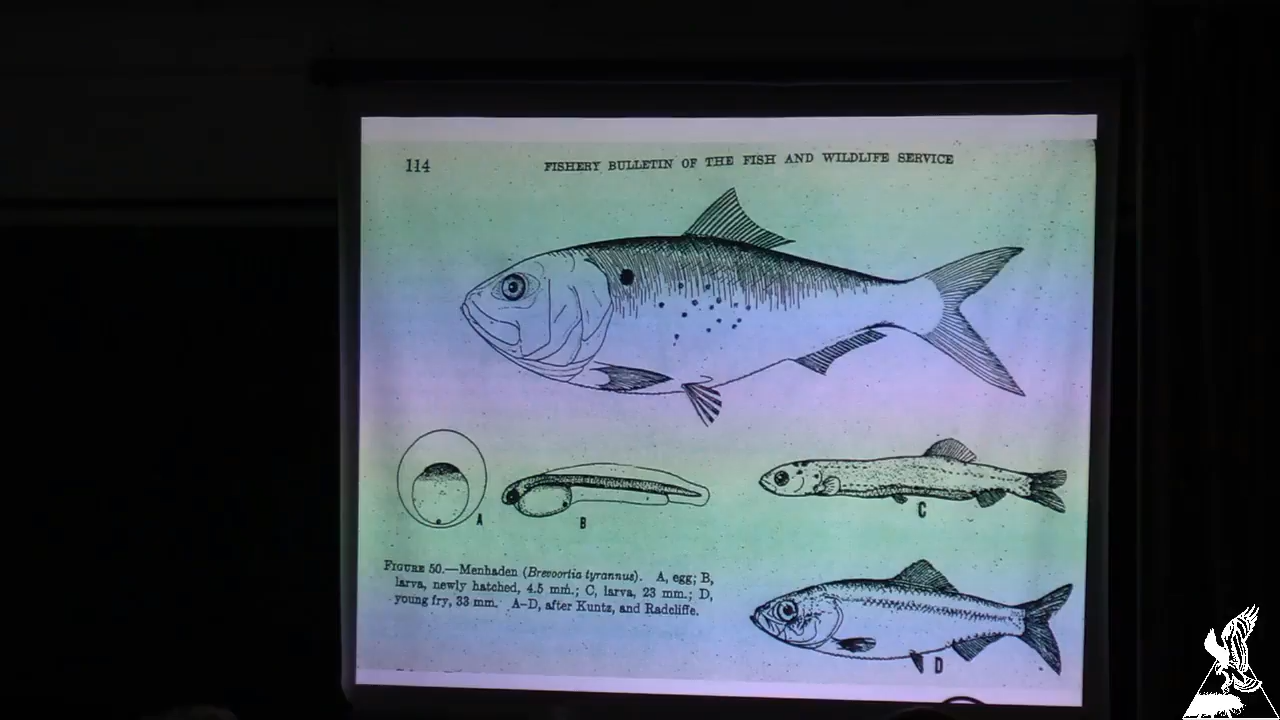 114
FISHERY BULLETIN OF THE FISH AND WILDLIFE SERVICE
A
B
C
FIGURE 50.—Menhaden (Brevoortia tyrannus). A, egg; B,
larva, newly hatched, 4.5 mm.; C, larva, 23 mm.; D,
young fry, 33 mm. A–D, after Kuntz, and Radcliffe.
D